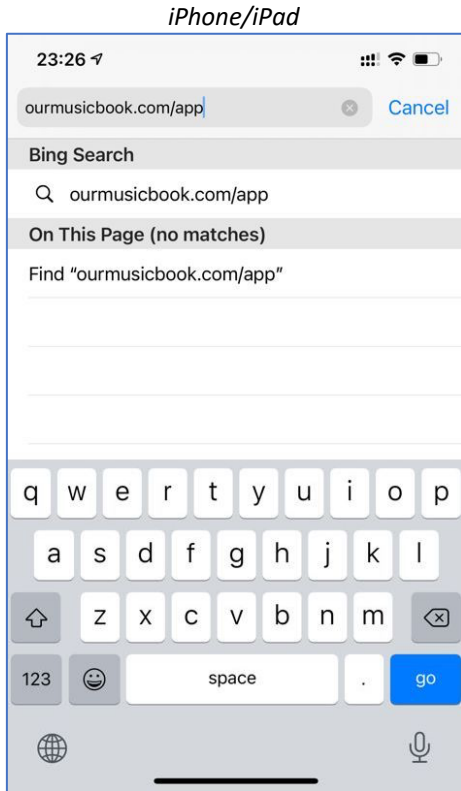 iPhone/iPad
23:26
ourmusicbook.com/app Cancel
Bing Search
ourmusicbook.com/app
On This Page (no matches)
Find “ourmusicbook.com/app”
q w e r t y u i o p
a s d f g h j k l
z x c v b n m
123 space . go